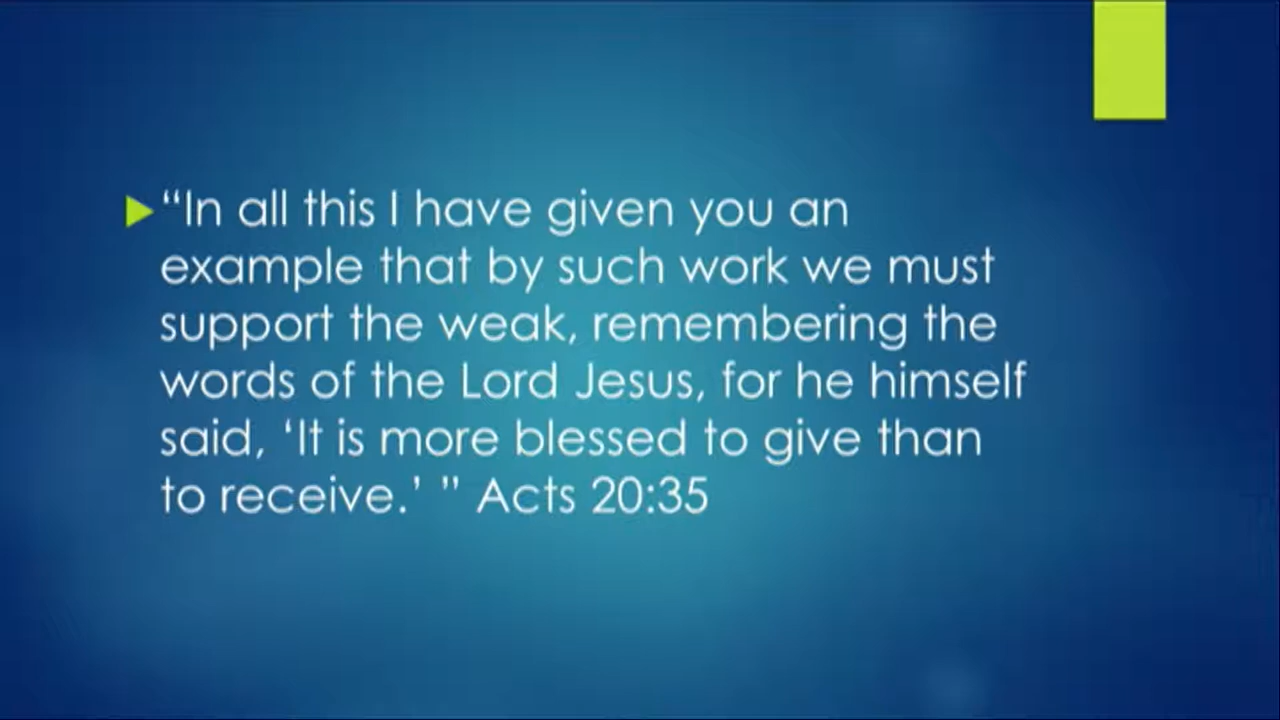 “In all this I have given you an
example that by such work we must
support the weak, remembering the
words of the Lord Jesus, for he himself
said, ‘It is more blessed to give than
to receive.’ ” Acts 20:35